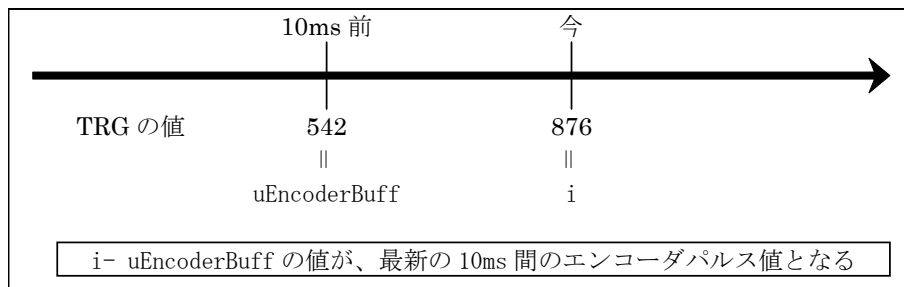 10ms 前 今
TRG の値 542 876
|| ||
uEncoderBuff i
i- uEncoderBuff の値が、最新の 10ms 間のエンコーダパルス値となる